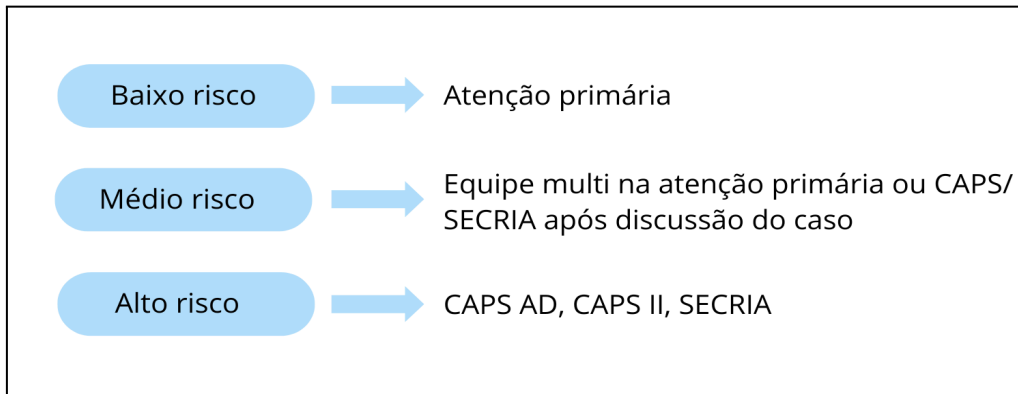 Baixo risco
Atenção primária
Médio risco
Equipe multi na atenção primária ou CAPS/
SECRIA após discussão do caso
Alto risco
CAPS AD, CAPS II, SECRIA